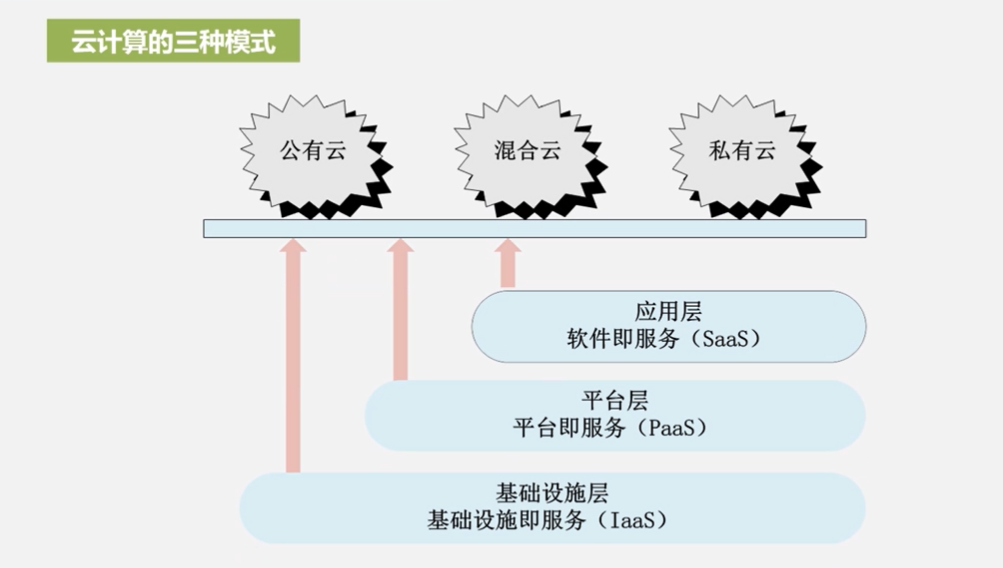 云计算的三种模式
公有云
混合云
私有云
应用层
软件即服务（SaaS）
平台层
平台即服务（PaaS）
基础设施层
基础设施即服务（IaaS）